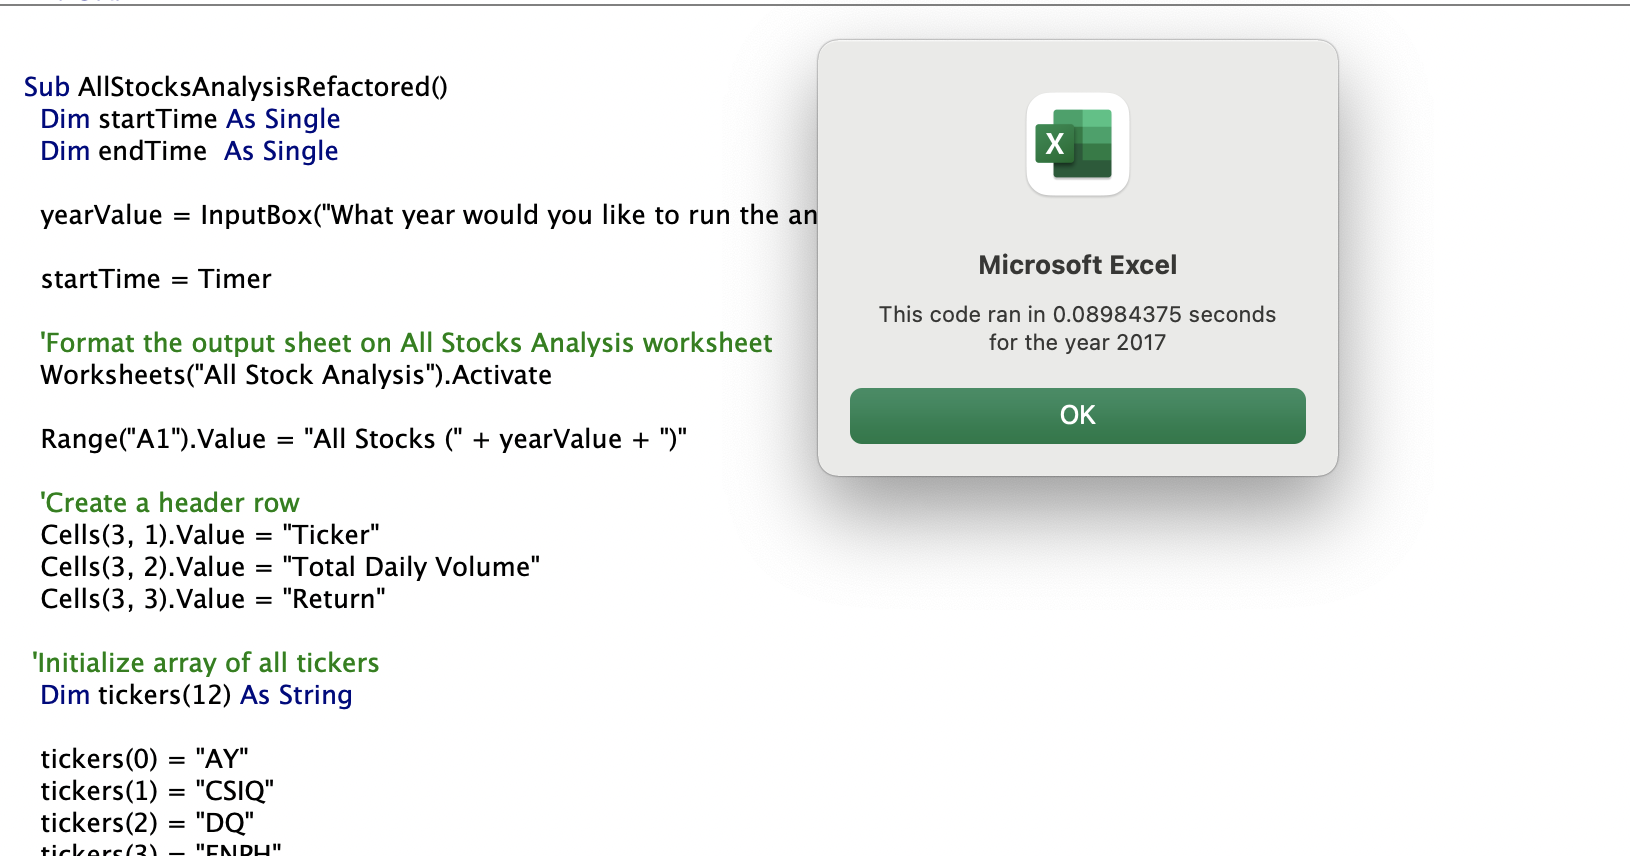 Sub AllStocksAnalysisRefactored()
Dim startTime As Single
Dim endTime  As Single
yearValue = InputBox("What year would you like to run the an
startTime = Timer
'Format the output sheet on All Stocks Analysis worksheet
Worksheets("All Stock Analysis").Activate
Range("A1").Value = "All Stocks (" + yearValue + ")"
'Create a header row
Cells(3, 1).Value = "Ticker"
Cells(3, 2).Value = "Total Daily Volume"
Cells(3, 3).Value = "Return"
'Initialize array of all tickers
Dim tickers(12) As String
tickers(0) = "AY"
tickers(1) = "CSIQ"
tickers(2) = "DQ"
tickers(3) = "ENPH"
X
Microsoft Excel
This code ran in 0.08984375 seconds
for the year 2017
OK